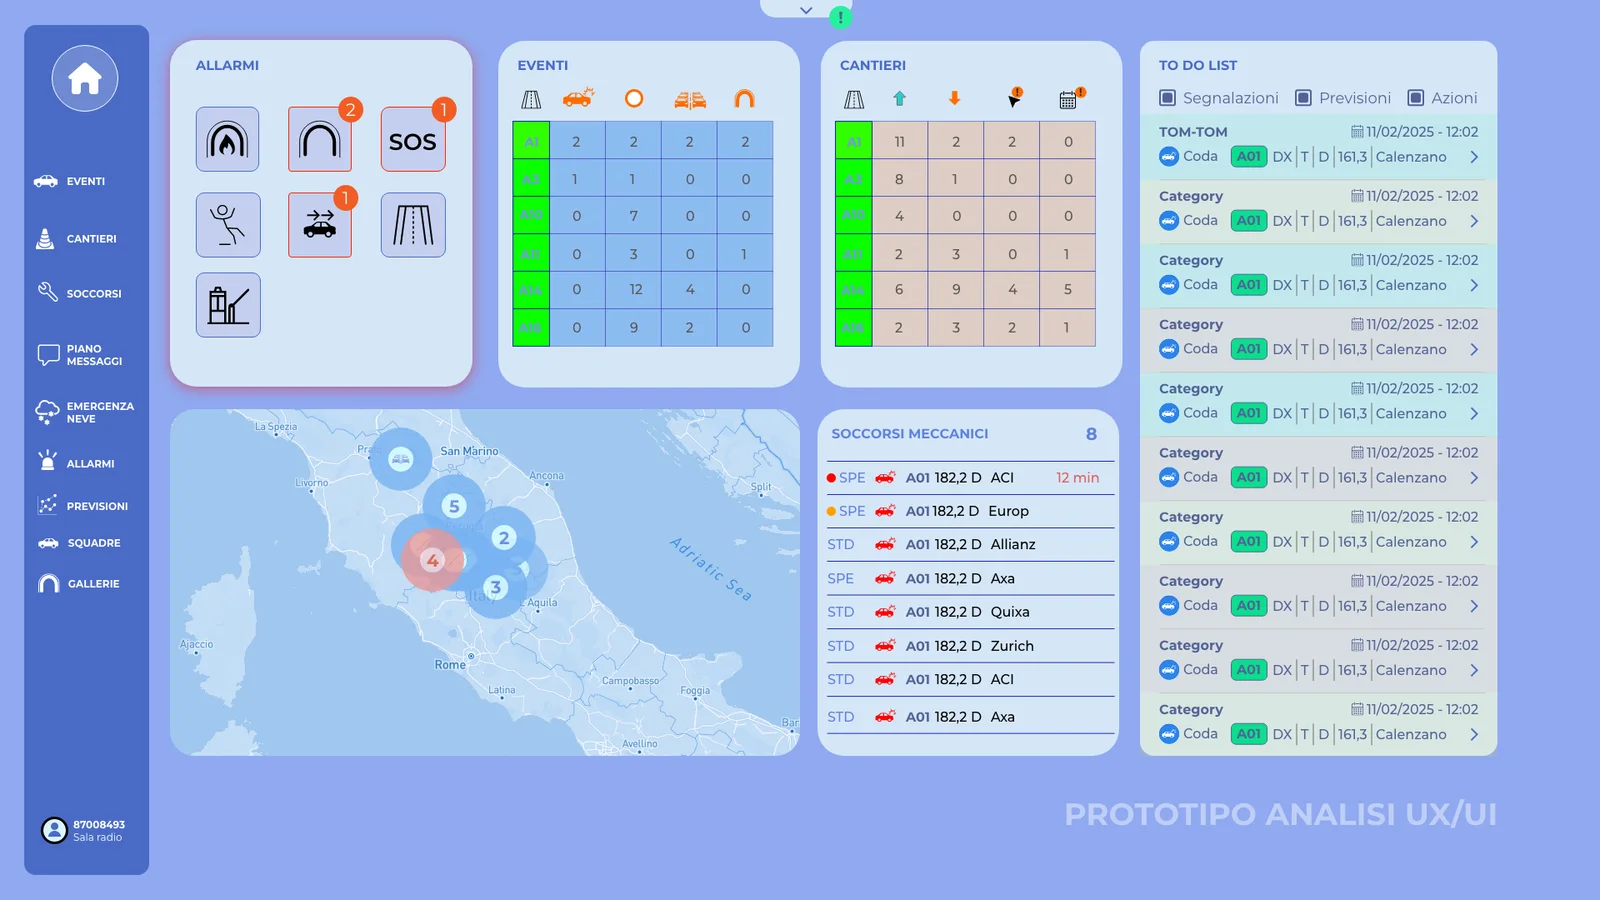 !
EVENTI
CANTIERI
SOCCORSI
PIANO
MESSAGGI
EMERGENZA
NEVE
ALLARMI
PREVISIONI
SQUADRE
GALLERIE
87008493
Sala radio
ALLARMI
2
1
SOS
1
EVENTI
A1 2 2 2 2
1 1 0 0
A10 0 7 0 0
0 3 0 1
0 12 4 0
0 9 2 0
CANTIERI
! !
A1 11 2 2 0
8 1 0 0
A10 4 0 0 0
2 3 0 1
6 9 4 5
2 3 2 1
La Spezia
San Marino
Livorno
Ancona
Split
5
2
4
3
Adriatic Sea
Italy
L'Aquila
Ajaccio
Rome
Latina
Campobasso
Foggia
Bar
Avellino
SOCCORSI MECCANICI 8
SPE A01 182,2 D ACI 12 min
SPE A01 182,2 D Europ
STD A01 182,2 D Allianz
SPE A01 182,2 D Axa
STD A01 182,2 D Quixa
STD A01 182,2 D Zurich
STD A01 182,2 D ACI
STD A01 182,2 D Axa
TO DO LIST
Segnalazioni Previsioni Azioni
TOM-TOM 11/02/2025 - 12:02
Coda A01 DX T D 161,3 Calenzano
Category 11/02/2025 - 12:02
Coda A01 DX T D 161,3 Calenzano
Category 11/02/2025 - 12:02
Coda A01 DX T D 161,3 Calenzano
Category 11/02/2025 - 12:02
Coda A01 DX T D 161,3 Calenzano
Category 11/02/2025 - 12:02
Coda A01 DX T D 161,3 Calenzano
Category 11/02/2025 - 12:02
Coda A01 DX T D 161,3 Calenzano
Category 11/02/2025 - 12:02
Coda A01 DX T D 161,3 Calenzano
Category 11/02/2025 - 12:02
Coda A01 DX T D 161,3 Calenzano
Category 11/02/2025 - 12:02
Coda A01 DX T D 161,3 Calenzano
Category 11/02/2025 - 12:02
Coda A01 DX T D 161,3 Calenzano
PROTOTIPO ANALISI UX/UI